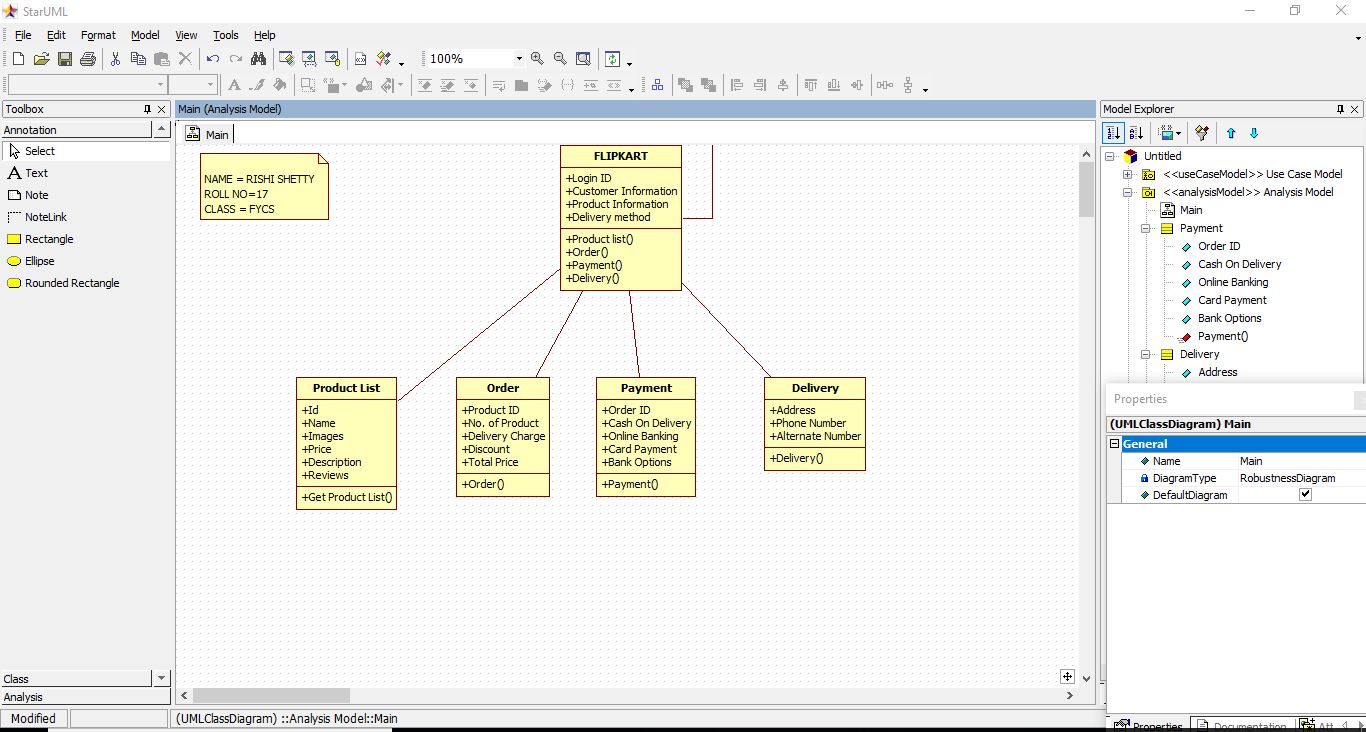 StarUML
File Edit Format Model View Tools Help
100%
Toolbox
Annotation
Select
Text
Note
NoteLink
Rectangle
Ellipse
Rounded Rectangle
Class
Analysis
Main (Analysis Model)
Main
NAME = RISHI SHETTY
ROLL NO=17
CLASS = FYCS
FLIPKART
+Login ID
+Customer Information
+Product Information
+Delivery method
+Product list()
+Order()
+Payment()
+Delivery()
Product List
+Id
+Name
+Images
+Price
+Description
+Reviews
+Get Product List()
Order
+Product ID
+No. of Product
+Delivery Charge
+Discount
+Total Price
+Order()
Payment
+Order ID
+Cash On Delivery
+Online Banking
+Card Payment
+Bank Options
+Payment()
Delivery
+Address
+Phone Number
+Alternate Number
+Delivery()
Model Explorer
Untitled
<<useCaseModel>> Use Case Model
<<analysisModel>> Analysis Model
Main
Payment
Order ID
Cash On Delivery
Online Banking
Card Payment
Bank Options
Payment()
Delivery
Address
Properties
(UMLClassDiagram) Main
General
Name Main
DiagramType RobustnessDiagram
DefaultDiagram
Properties Documentation Att
Modified
(UMLClassDiagram) ::Analysis Model::Main